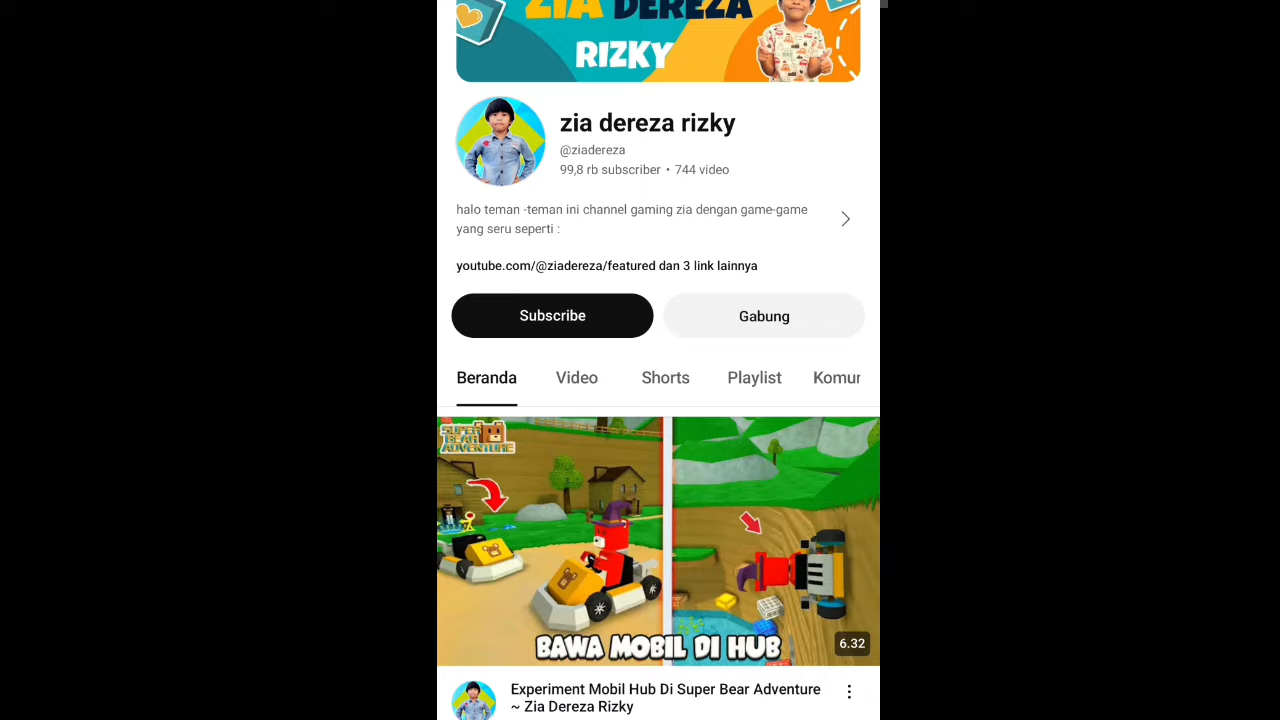 ZIA DEREZA
RIZKY
zia dereza rizky
@ziadereza
99,8 rb subscriber • 744 video
halo teman -teman ini channel gaming zia dengan game-game
yang seru seperti :
youtube.com/@ziadereza/featured dan 3 link lainnya
Subscribe
Gabung
Beranda
Video
Shorts
Playlist
Komun
SUPER
BEAR
ADVENTURE
BAWA MOBIL DI HUB
6.32
Experiment Mobil Hub Di Super Bear Adventure
~ Zia Dereza Rizky